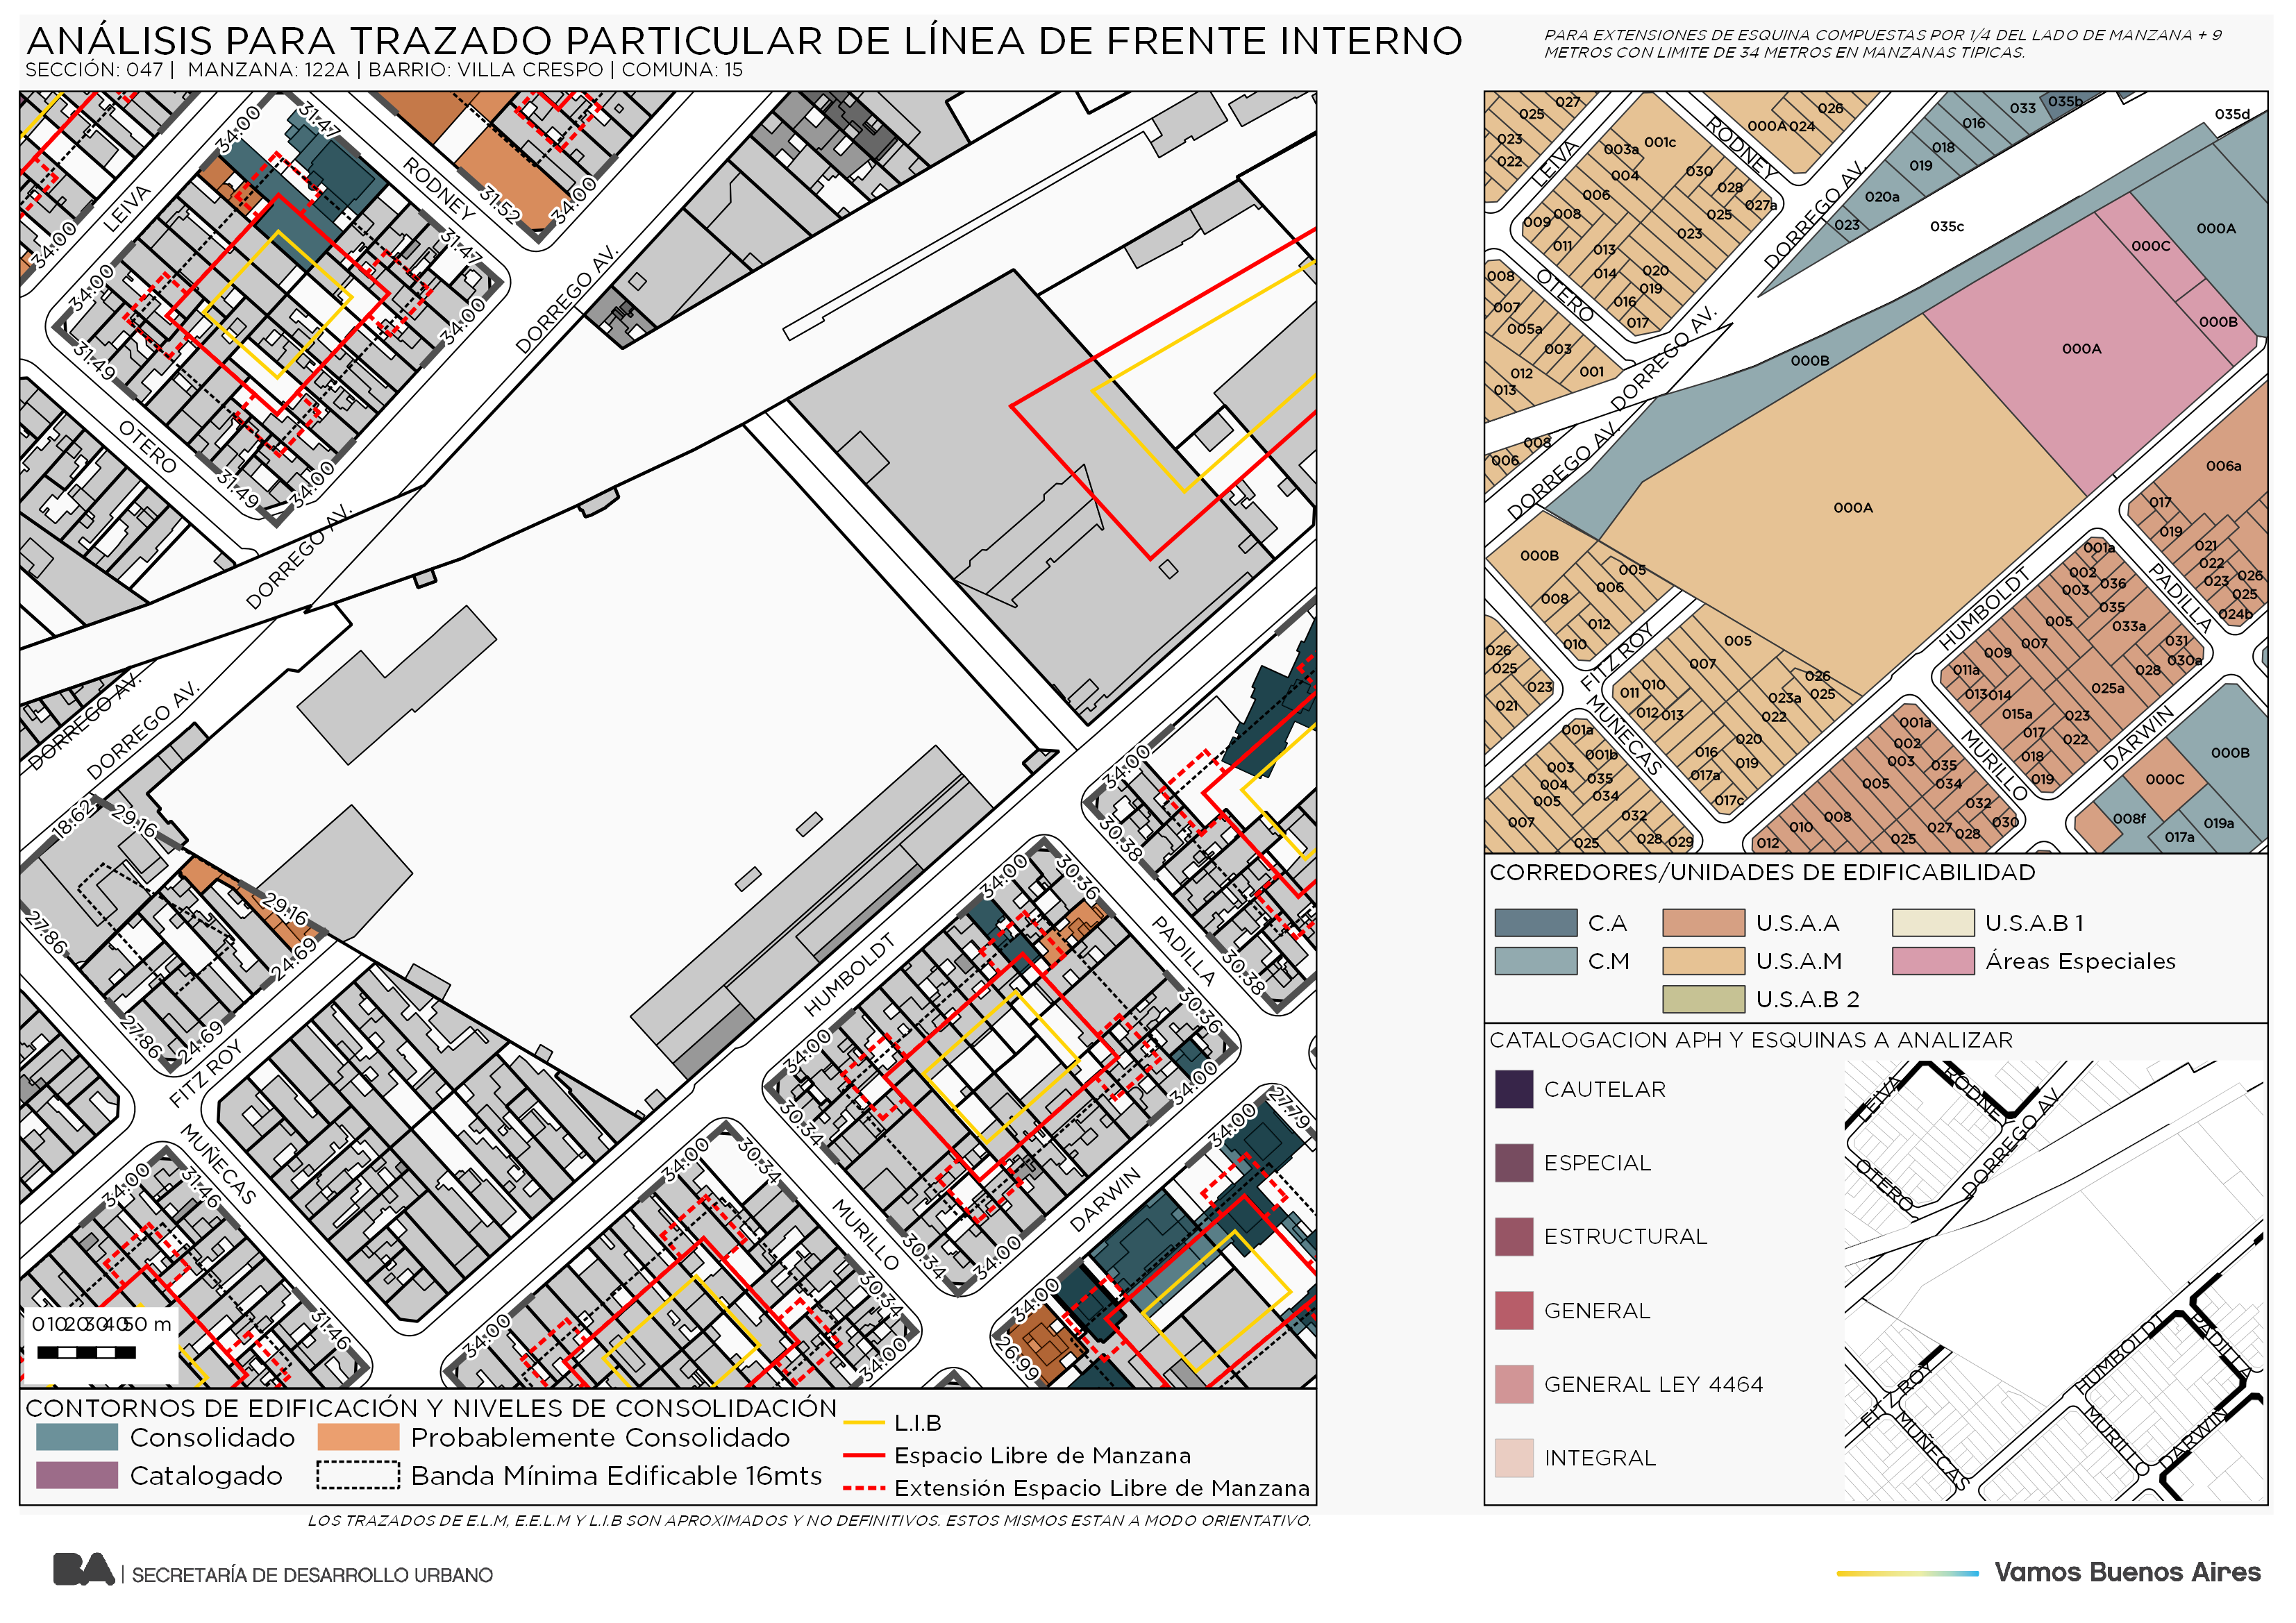 ANÁLISIS PARA TRAZADO PARTICULAR DE LÍNEA DE FRENTE INTERNO
SECCIÓN: 047 | MANZANA: 122A | BARRIO: VILLA CRESPO | COMUNA: 15
PARA EXTENSIONES DE ESQUINA COMPUESTAS POR 1/4 DEL LADO DE MANZANA + 9
METROS CON LIMITE DE 34 METROS EN MANZANAS TIPICAS.
34.00
31.47
LEIVA
RODNEY
31.52
34.00
34.00
31.47
34.00
34.00
31.49
OTERO
31.49
34.00
DORREGO AV.
DORREGO AV.
DORREGO AV.
DORREGO AV.
18.62
29.16
29.16
27.86
24.69
27.86
24.69
FITZ ROY
MUÑECAS
34.00
31.46
31.46
HUMBOLDT
34.00
30.38
PADILLA
30.38
34.00
30.36
30.36
34.00
34.00
30.34
30.34
34.00
MURILLO
DARWIN
34.00
30.34
30.34
34.00
34.00
34.00
27.79
34.00
26.99
0 10 20 30 40 50 m
CONTORNOS DE EDIFICACIÓN Y NIVELES DE CONSOLIDACIÓN
Consolidado
Probablemente Consolidado
Catalogado
Banda Mínima Edificable 16mts
L.I.B
Espacio Libre de Manzana
Extensión Espacio Libre de Manzana
LOS TRAZADOS DE E.L.M, E.E.L.M Y L.I.B SON APROXIMADOS Y NO DEFINITIVOS. ESTOS MISMOS ESTAN A MODO ORIENTATIVO.
027
025
023
022
LEIVA
RODNEY
000A
024
026
003a
001c
004
030
028
027a
006
025
009
008
023
011
013
014
020
019
016
017
OTERO
DORREGO AV.
033
035b
035d
016
018
019
020a
023
035c
000C
000A
000B
000A
008
007
005a
003
001
012
013
DORREGO AV.
000B
008
006
DORREGO AV.
000A
000B
005
006
008
012
010
FITZ ROY
026
025
023
021
MUÑECAS
005
007
010
011
012
013
026
025
023a
022
020
019
016
017a
017c
001a
001b
003
004
035
034
005
007
032
025
028
029
HUMBOLDT
006a
017
019
021
022
023
026
025
024b
PADILLA
001a
002
003
036
035
005
033a
007
031
030a
009
028
011a
013
014
025a
015a
023
017
022
018
019
MURILLO
DARWIN
001a
002
003
035
034
005
032
030
008
010
027
028
025
012
000B
000C
008f
017a
019a
CORREDORES/UNIDADES DE EDIFICABILIDAD
C.A
U.S.A.A
U.S.A.B 1
C.M
U.S.A.M
Áreas Especiales
U.S.A.B 2
CATALOGACION APH Y ESQUINAS A ANALIZAR
CAUTELAR
ESPECIAL
ESTRUCTURAL
GENERAL
GENERAL LEY 4464
INTEGRAL
LEIVA
RODNEY
OTERO
DORREGO AV.
FITZ ROY
MUÑECAS
HUMBOLDT
PADILLA
MURILLO
DARWIN
BA | SECRETARÍA DE DESARROLLO URBANO
Vamos Buenos Aires